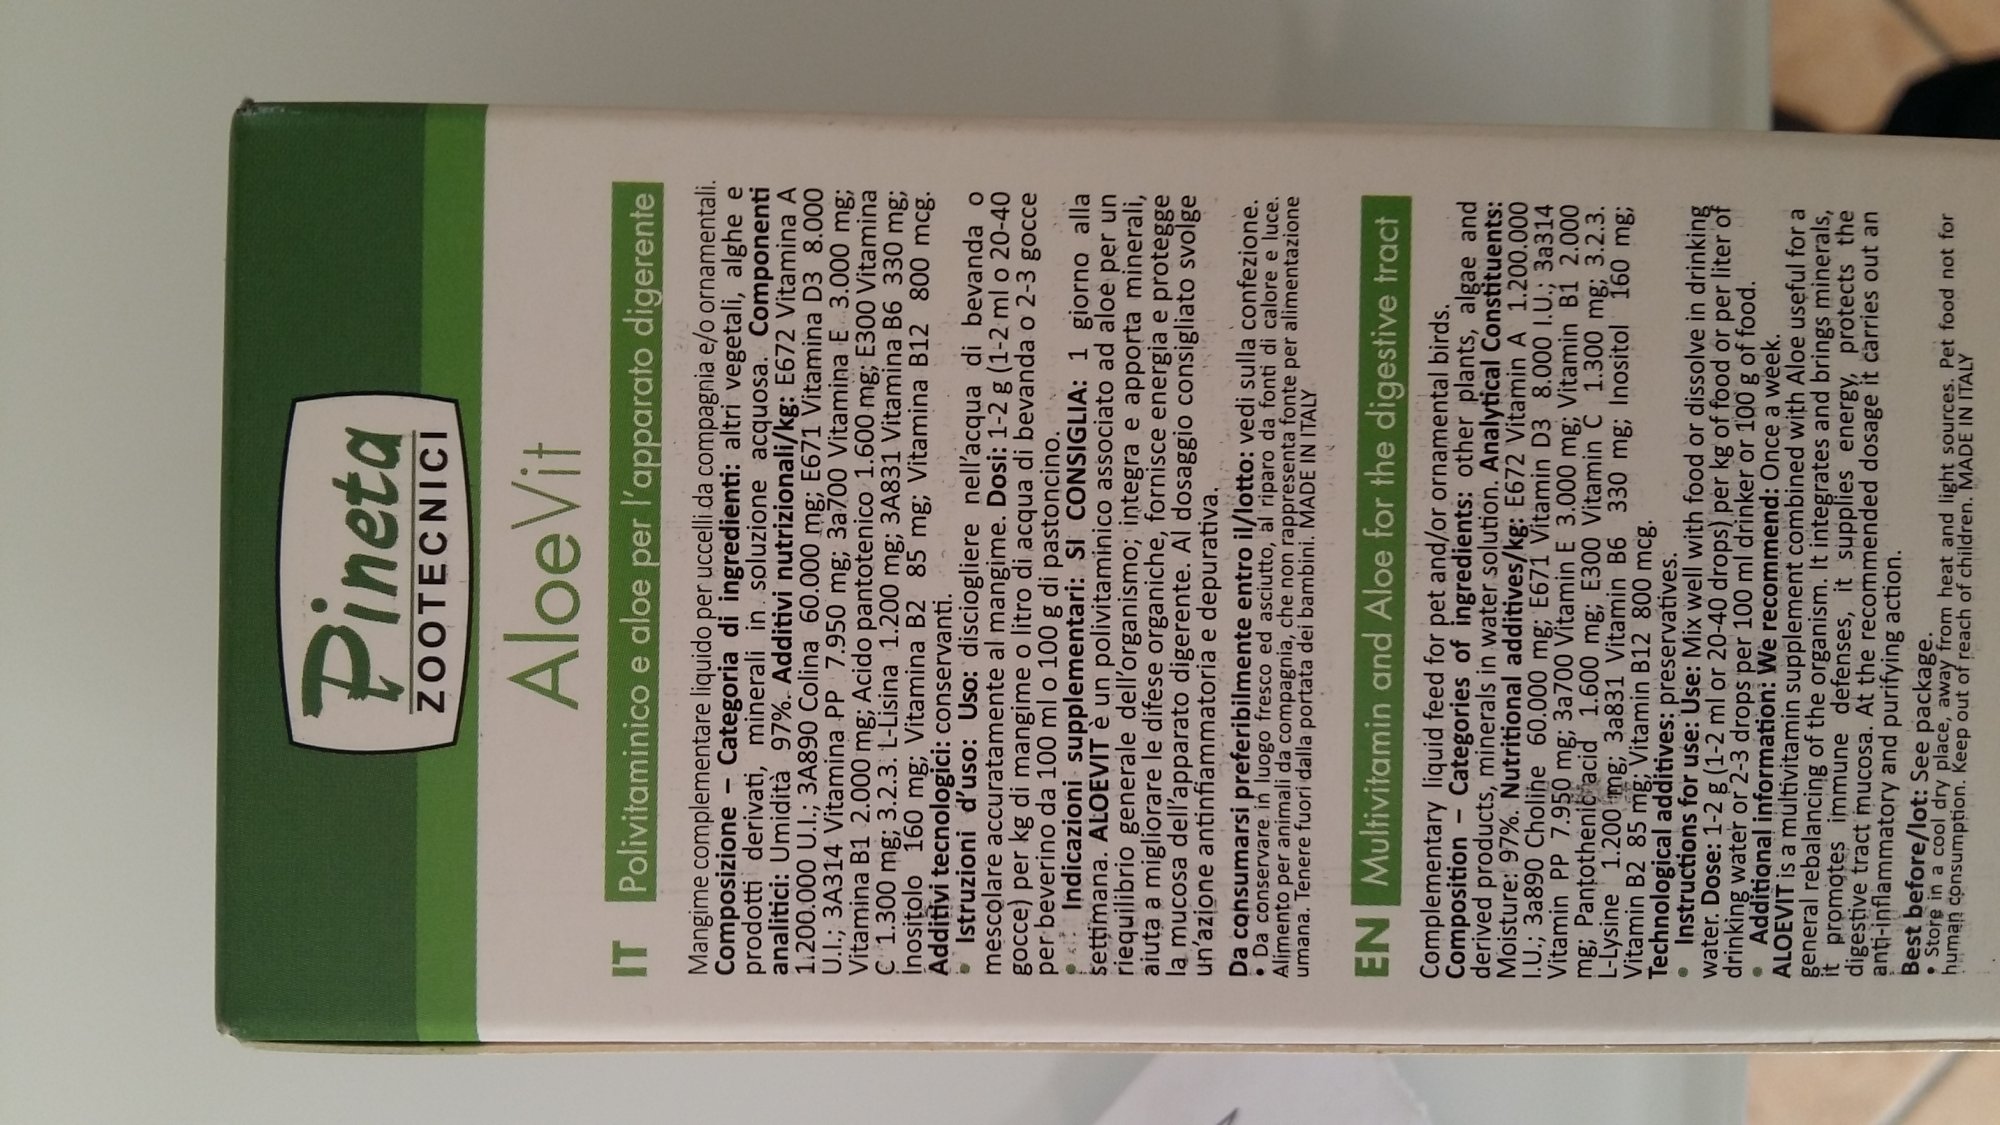 Pineta
ZOOTECNICI
AloeVit
IT Polivitaminico e aloe per l'apparato digerente
Mangime complementare liquido per uccelli da compagnia e/o ornamentali.
Composizione – Categoria di ingredienti: altri vegetali, alghe e
prodotti derivati, minerali in soluzione acquosa. Componenti
analitici: Umidità 97%. Additivi nutrizionali/kg: E672 Vitamina A
1.200.000 U.I.; 3A890 Colina 60.000 mg; E671 Vitamina D3 8.000
U.I.; 3A314 Vitamina PP 7.950 mg; 3a700 Vitamina E 3.000 mg;
Vitamina B1 2.000 mg; Acido pantotenico 1.600 mg; E300 Vitamina
C 1.300 mg; 3.2.3. L-Lisina 1.200 mg; 3A831 Vitamina B6 330 mg;
Inositolo 160 mg; Vitamina B2 85 mg; Vitamina B12 800 mcg.
Additivi tecnologici: conservanti.
• Istruzioni d'uso: Uso: disciogliere nell'acqua di bevanda o
mescolare accuratamente al mangime. Dosi: 1-2 g (1-2 ml o 20-40
gocce) per kg di mangime o litro di acqua di bevanda o 2-3 gocce
per beverino da 100 ml o 100 g di pastoncino.
• Indicazioni supplementari: SI CONSIGLIA: 1 giorno alla
settimana. ALOEVIT è un polivitaminico associato ad aloe per un
riequilibrio generale dell'organismo; integra e apporta minerali,
aiuta a migliorare le difese organiche, fornisce energia e protegge
la mucosa dell'apparato digerente. Al dosaggio consigliato svolge
un'azione antinfiammatoria e depurativa.
Da consumarsi preferibilmente entro il/lotto: vedi sulla confezione.
• Da conservare in luogo fresco ed asciutto, al riparo da fonti di calore e luce.
Alimento per animali da compagnia, che non rappresenta fonte per alimentazione
umana. Tenere fuori dalla portata dei bambini. MADE IN ITALY
EN Multivitamin and Aloe for the digestive tract
Complementary liquid feed for pet and/or ornamental birds.
Composition – Categories of ingredients: other plants, algae and
derived products, minerals in water solution. Analytical Constituents:
Moisture: 97%. Nutritional additives/kg: E672 Vitamin A 1.200.000
I.U.; 3a890 Choline 60.000 mg; E671 Vitamin D3 8.000 I.U.; 3a314
Vitamin PP 7.950 mg; 3a700 Vitamin E 3.000 mg; Vitamin B1 2.000
mg; Pantothenic acid 1.600 mg; E300 Vitamin C 1.300 mg; 3.2.3.
L-Lysine 1.200 mg; 3a831 Vitamin B6 330 mg; Inositol 160 mg;
Vitamin B2 85 mg; Vitamin B12 800 mcg.
Technological additives: preservatives.
• Instructions for use: Use: Mix well with food or dissolve in drinking
water. Dose: 1-2 g (1-2 ml or 20-40 drops) per kg of food or per liter of
drinking water or 2-3 drops per 100 ml drinker or 100 g of food.
• Additional information: We recommend: Once a week.
ALOEVIT is a multivitamin supplement combined with Aloe useful for a
general rebalancing of the organism. It integrates and brings minerals,
it promotes immune defenses, it supplies energy, protects the
digestive tract mucosa. At the recommended dosage it carries out an
anti-inflammatory and purifying action.
Best before/lot: See package.
• Store in a cool dry place, away from heat and light sources. Pet food not for
human consumption. Keep out of reach of children. MADE IN ITALY